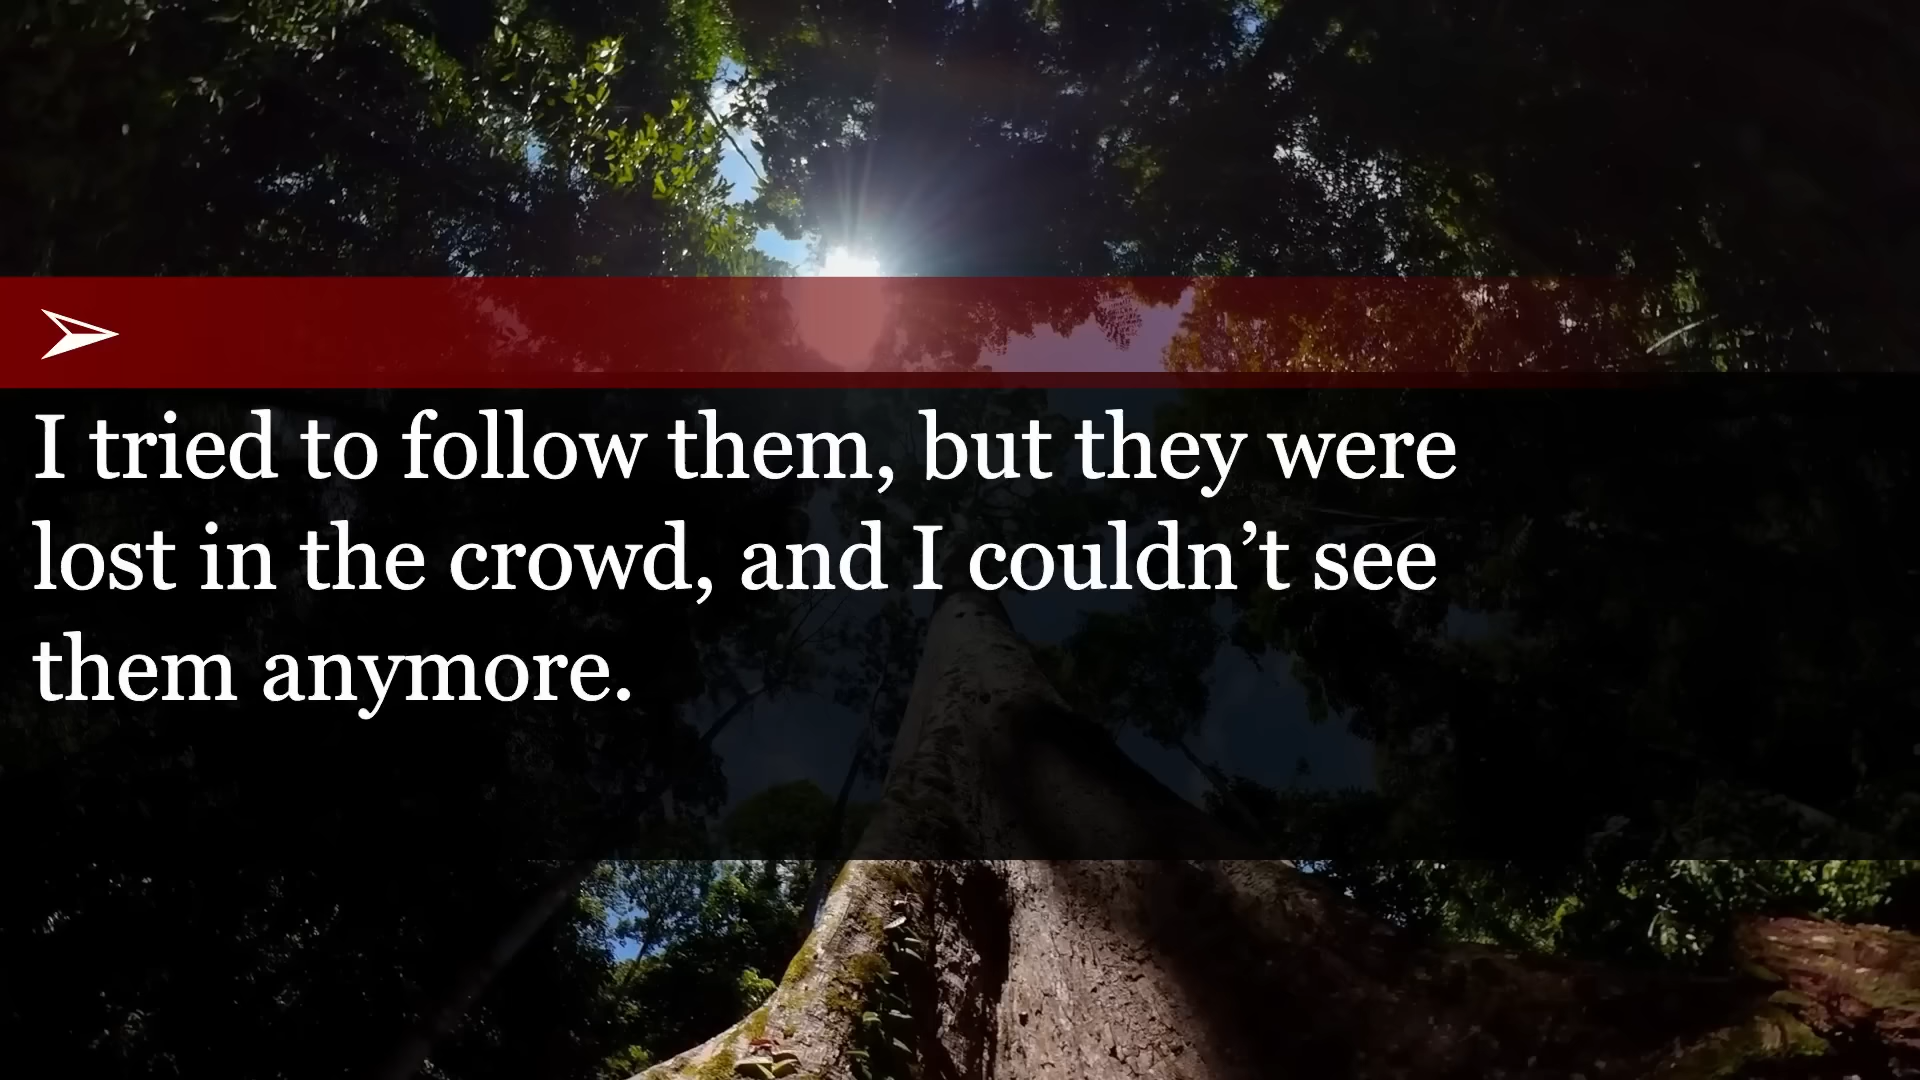 I tried to follow them, but they were
lost in the crowd, and I couldn’t see
them anymore.